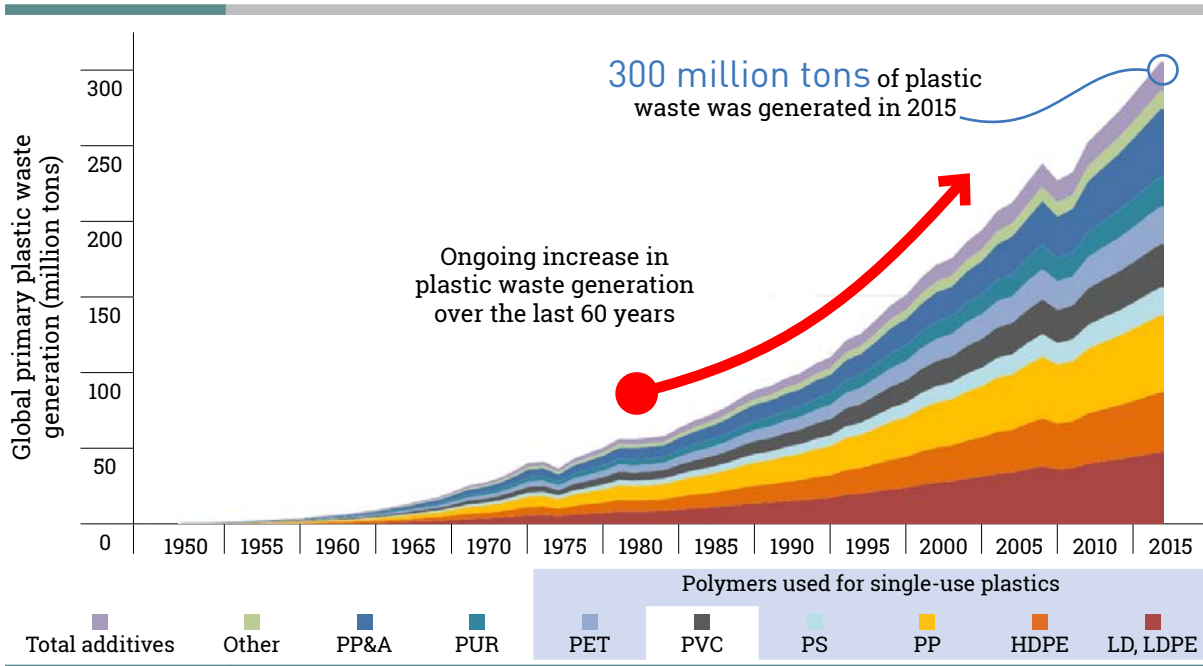 300
250
200
150
100
50
0
Global primary plastic waste
generation (million tons)
300 million tons of plastic
waste was generated in 2015
Ongoing increase in
plastic waste generation
over the last 60 years
1950 1955 1960 1965 1970 1975 1980 1985 1990 1995 2000 2005 2010 2015
Polymers used for single-use plastics
Total additives Other PP&A PUR PET PVC PS PP HDPE LD, LDPE